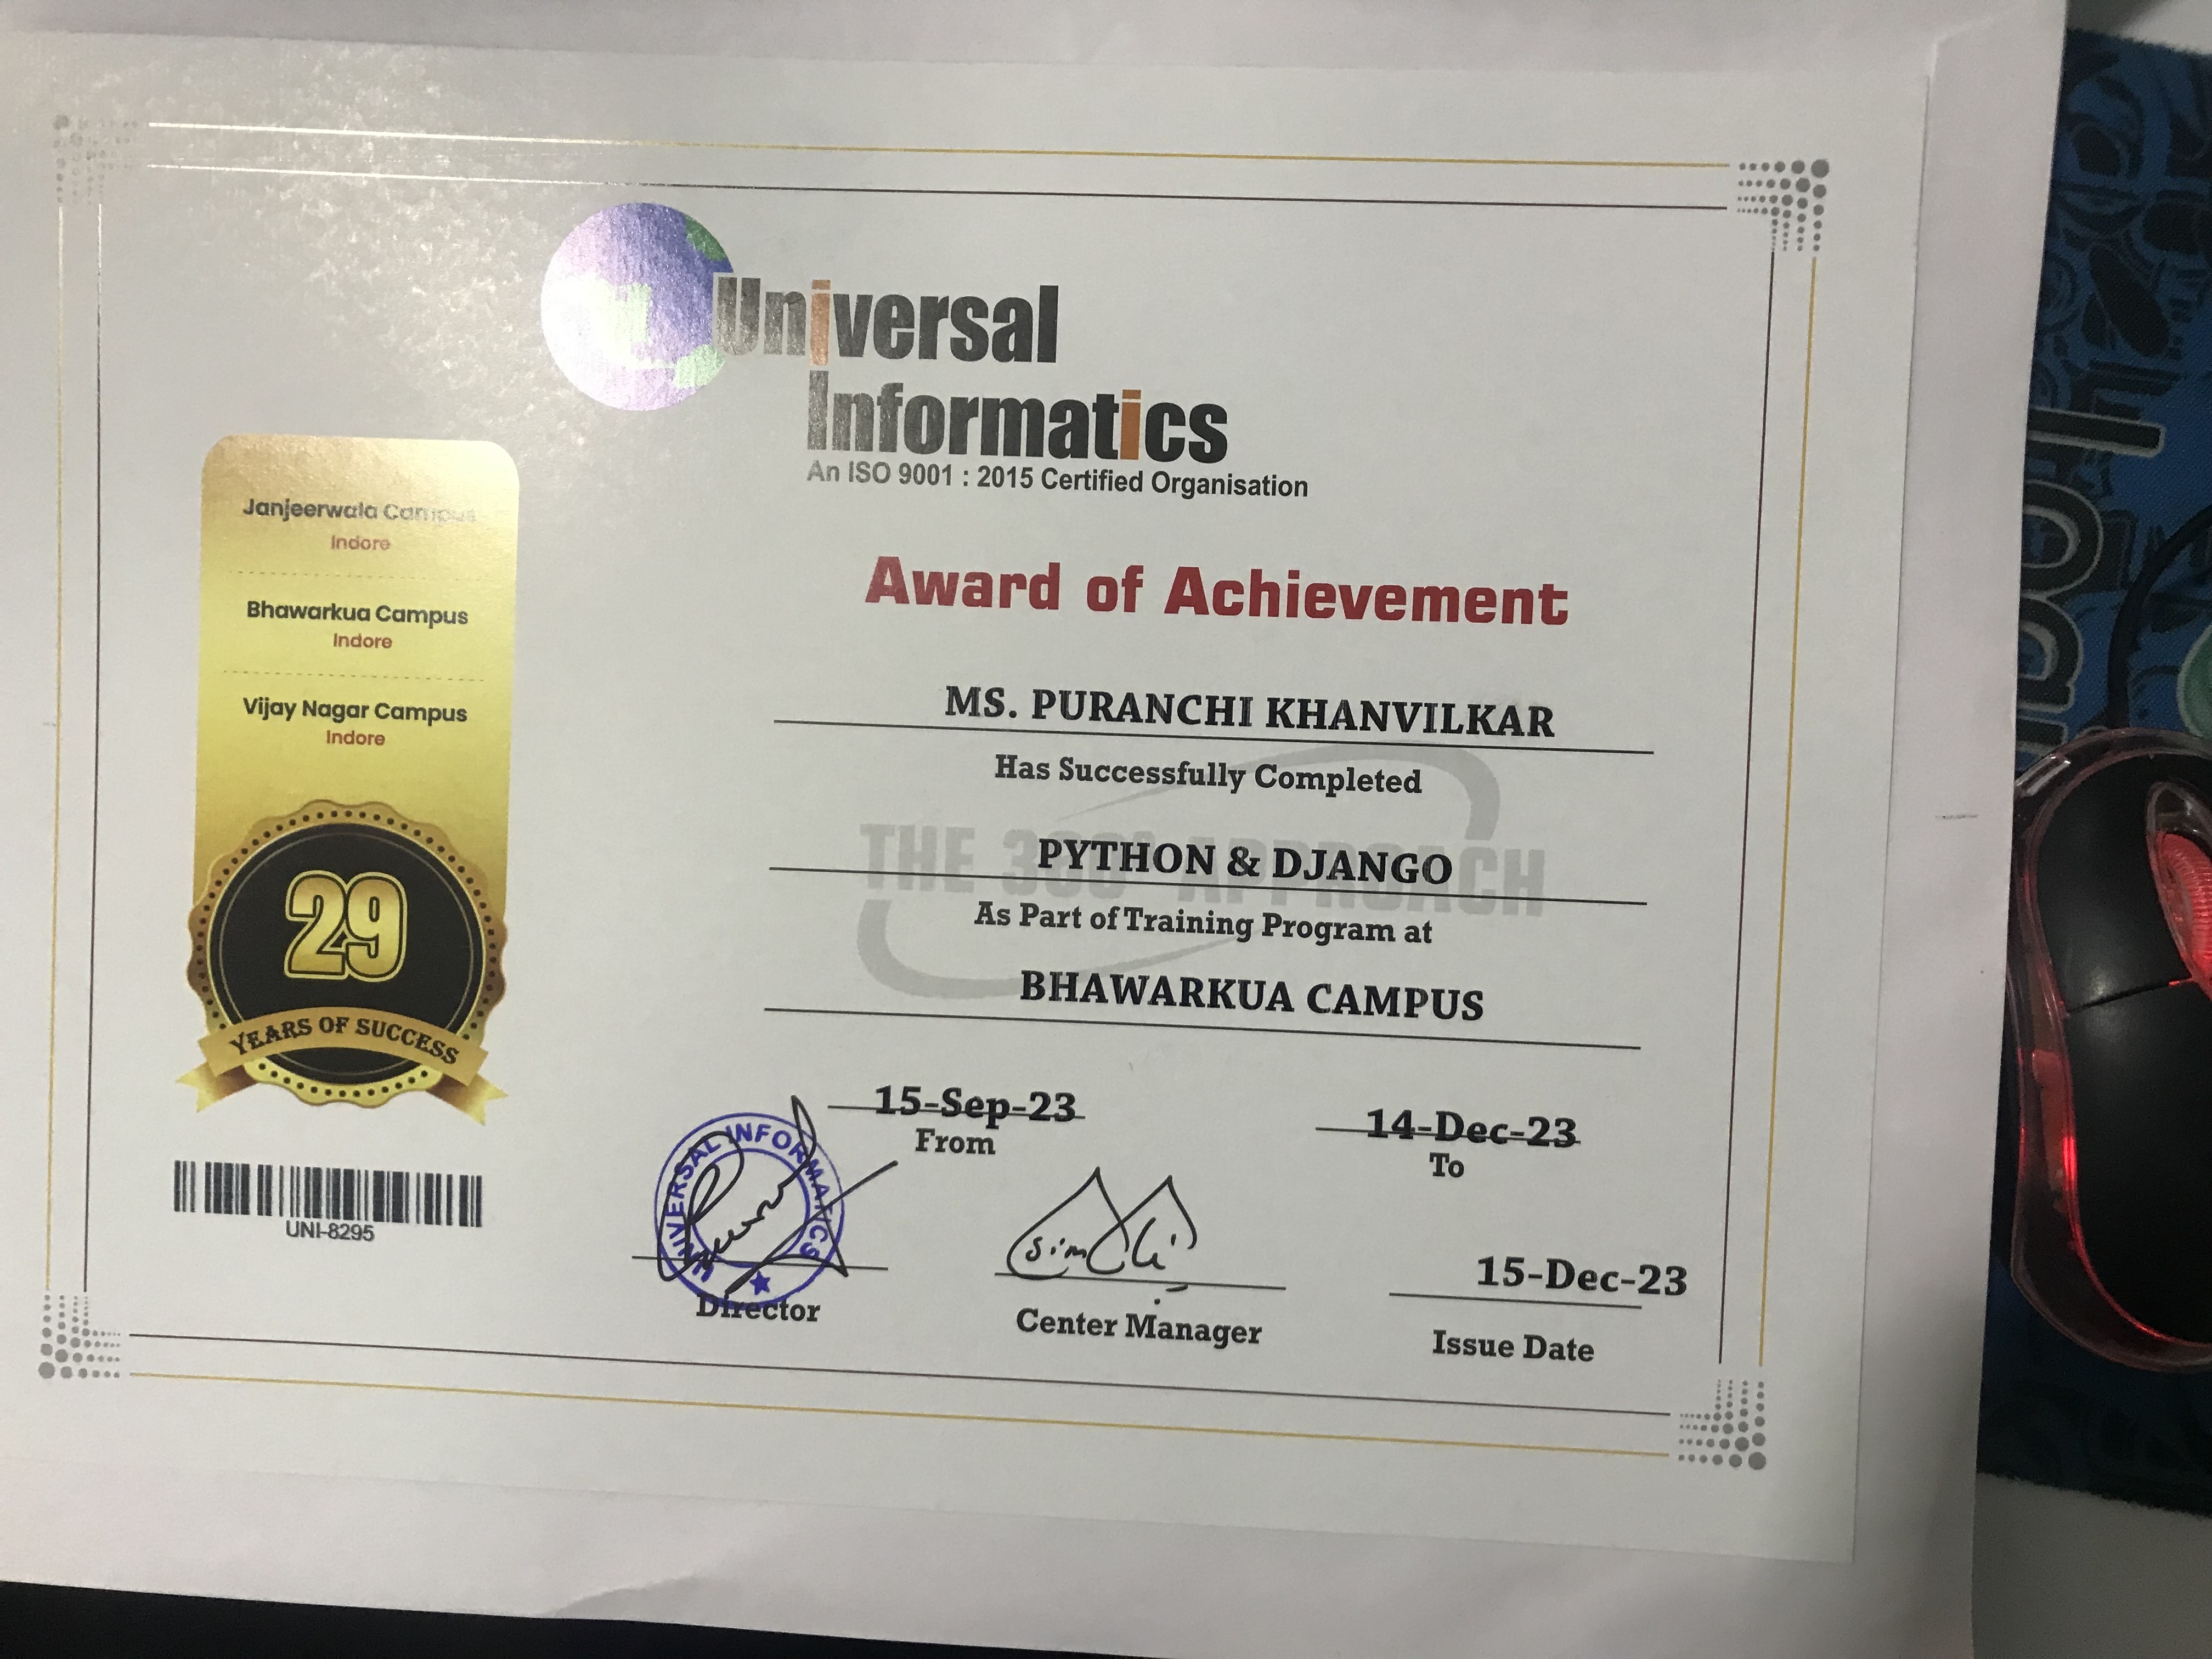 Universal
Informatics
An ISO 9001 : 2015 Certified Organisation
Janjeerwala Campus
Indore
Bhawarkua Campus
Indore
Vijay Nagar Campus
Indore
29
YEARS OF SUCCESS
UNI-8295
Award of Achievement
MS. PURANCHI KHANVILKAR
Has Successfully Completed
THE 360 APPROACH
PYTHON & DJANGO
As Part of Training Program at
BHAWARKUA CAMPUS
15-Sep-23
From
14-Dec-23
To
UNIVERSAL INFORMATICS
Director
Center Manager
15-Dec-23
Issue Date